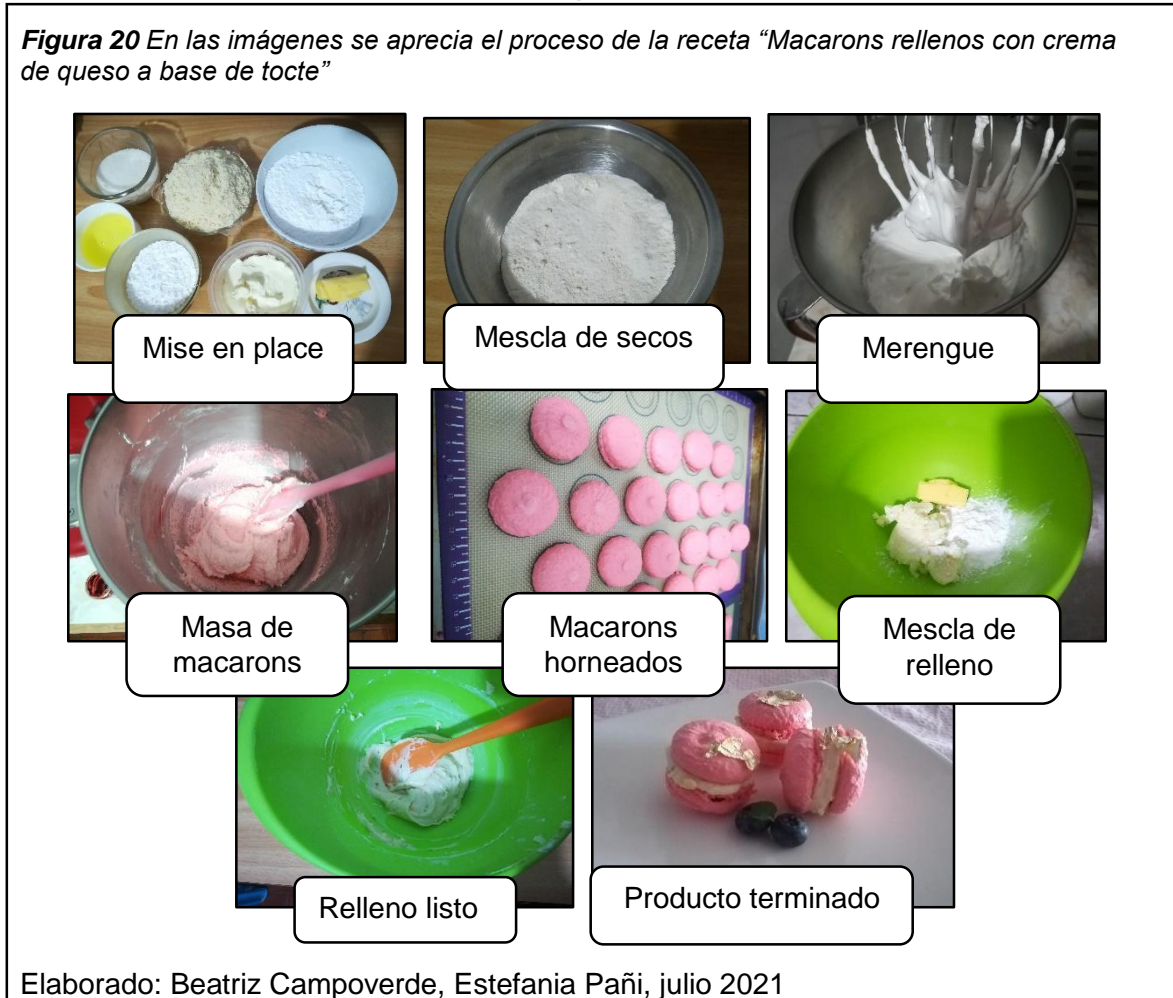 Figura 20 En las imágenes se aprecia el proceso de la receta “Macarons rellenos con crema
de queso a base de tocte”
Mise en place
Mescla de secos
Merengue
Masa de
macarons
Macarons
horneados
Mescla de
relleno
Relleno listo
Producto terminado
Elaborado: Beatriz Campoverde, Estefania Pañi, julio 2021